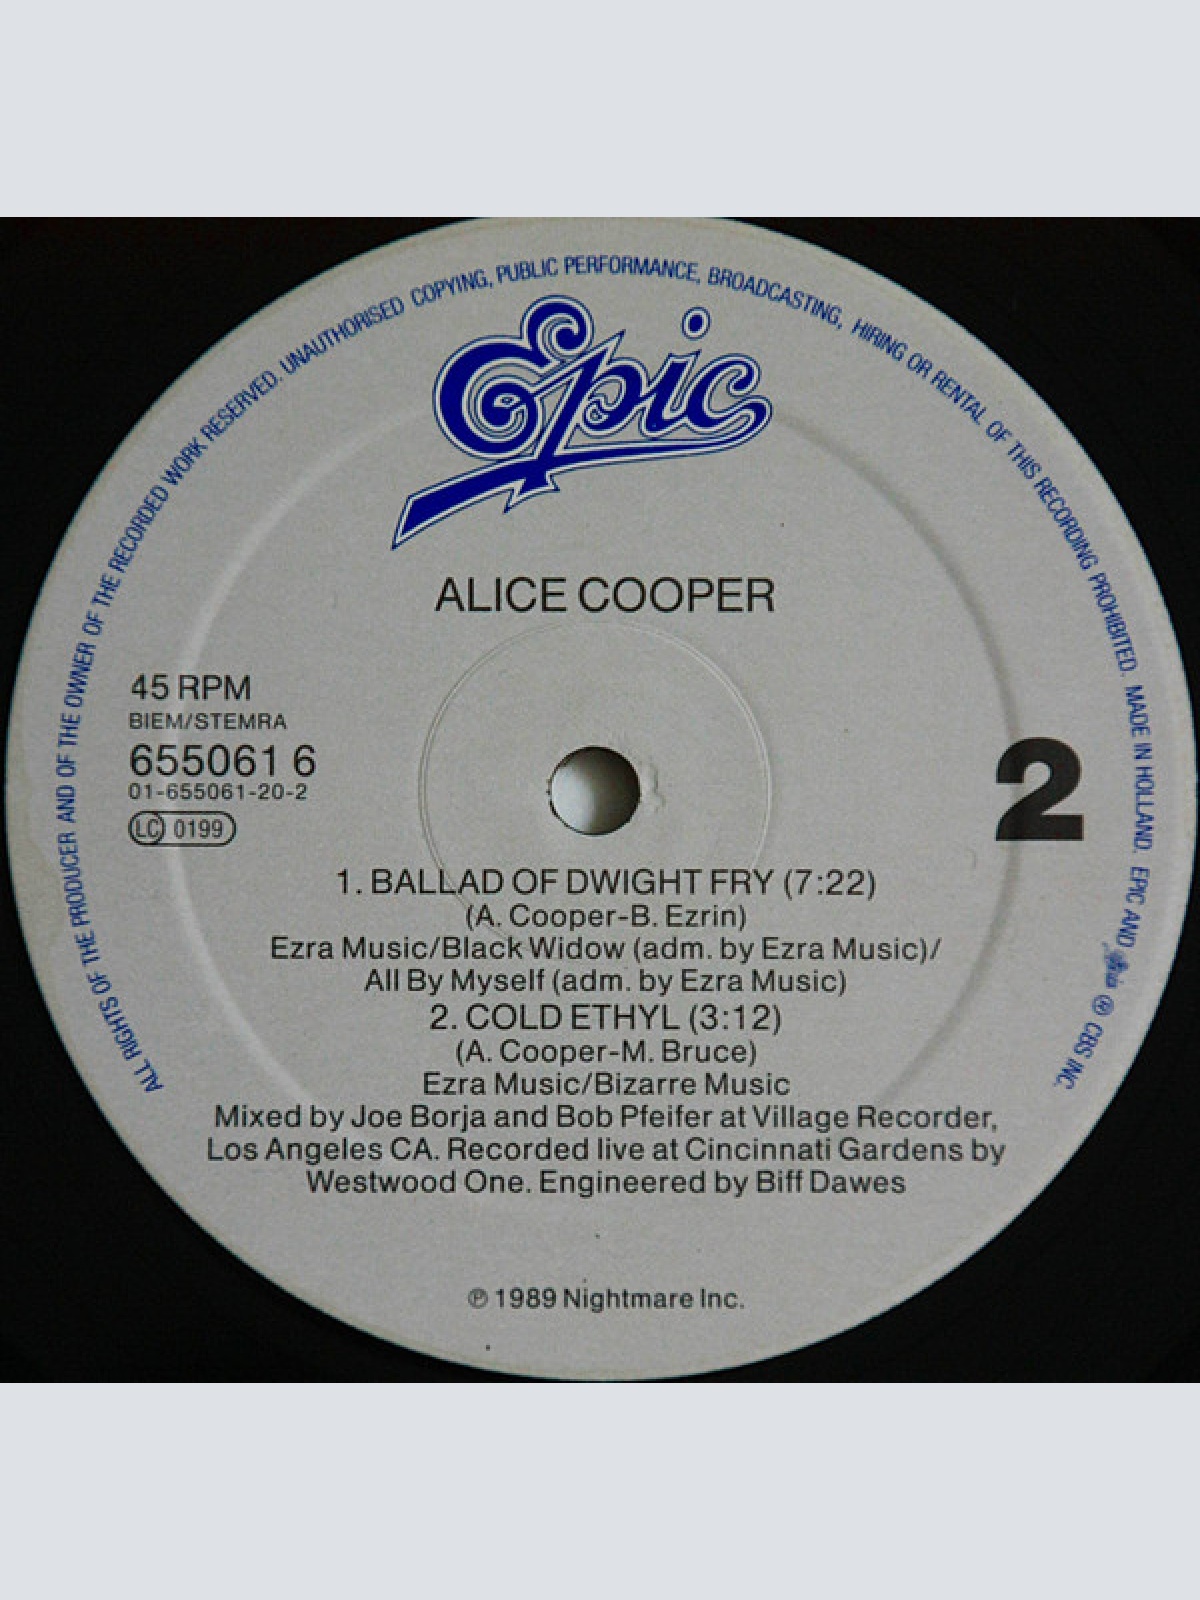 ALL RIGHTS OF THE PRODUCER AND OF THE OWNER OF THE RECORDED WORK RESERVED. UNAUTHORISED COPYING, PUBLIC PERFORMANCE, BROADCASTING, HIRING OR RENTAL OF THIS RECORDING PROHIBITED. MADE IN HOLLAND. EPIC AND Epic ® CBS INC.
Epic
ALICE COOPER
45 RPM
BIEM/STEMRA
655061 6
01-655061-20-2
LC 0199
2
1. BALLAD OF DWIGHT FRY (7:22)
(A. Cooper-B. Ezrin)
Ezra Music/Black Widow (adm. by Ezra Music)/
All By Myself (adm. by Ezra Music)
2. COLD ETHYL (3:12)
(A. Cooper-M. Bruce)
Ezra Music/Bizarre Music
Mixed by Joe Borja and Bob Pfeifer at Village Recorder,
Los Angeles CA. Recorded live at Cincinnati Gardens by
Westwood One. Engineered by Biff Dawes
℗ 1989 Nightmare Inc.